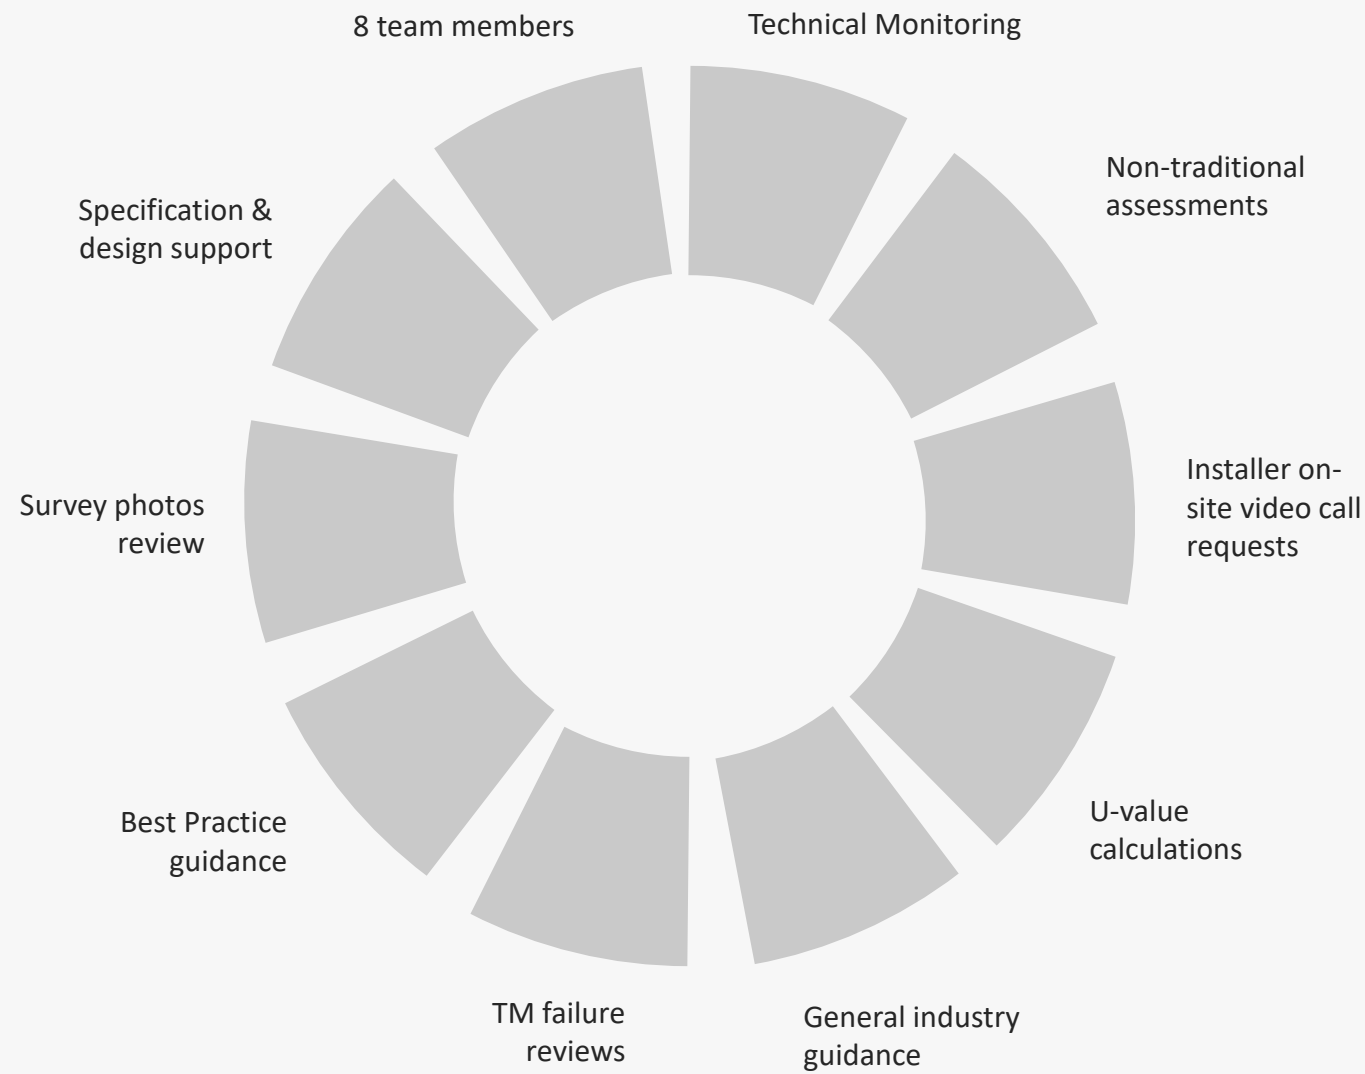 8 team members
Technical Monitoring
Non-traditional
assessments
Installer on-
site video call
requests
U-value
calculations
General industry
guidance
TM failure
reviews
Best Practice
guidance
Survey photos
review
Specification &
design support